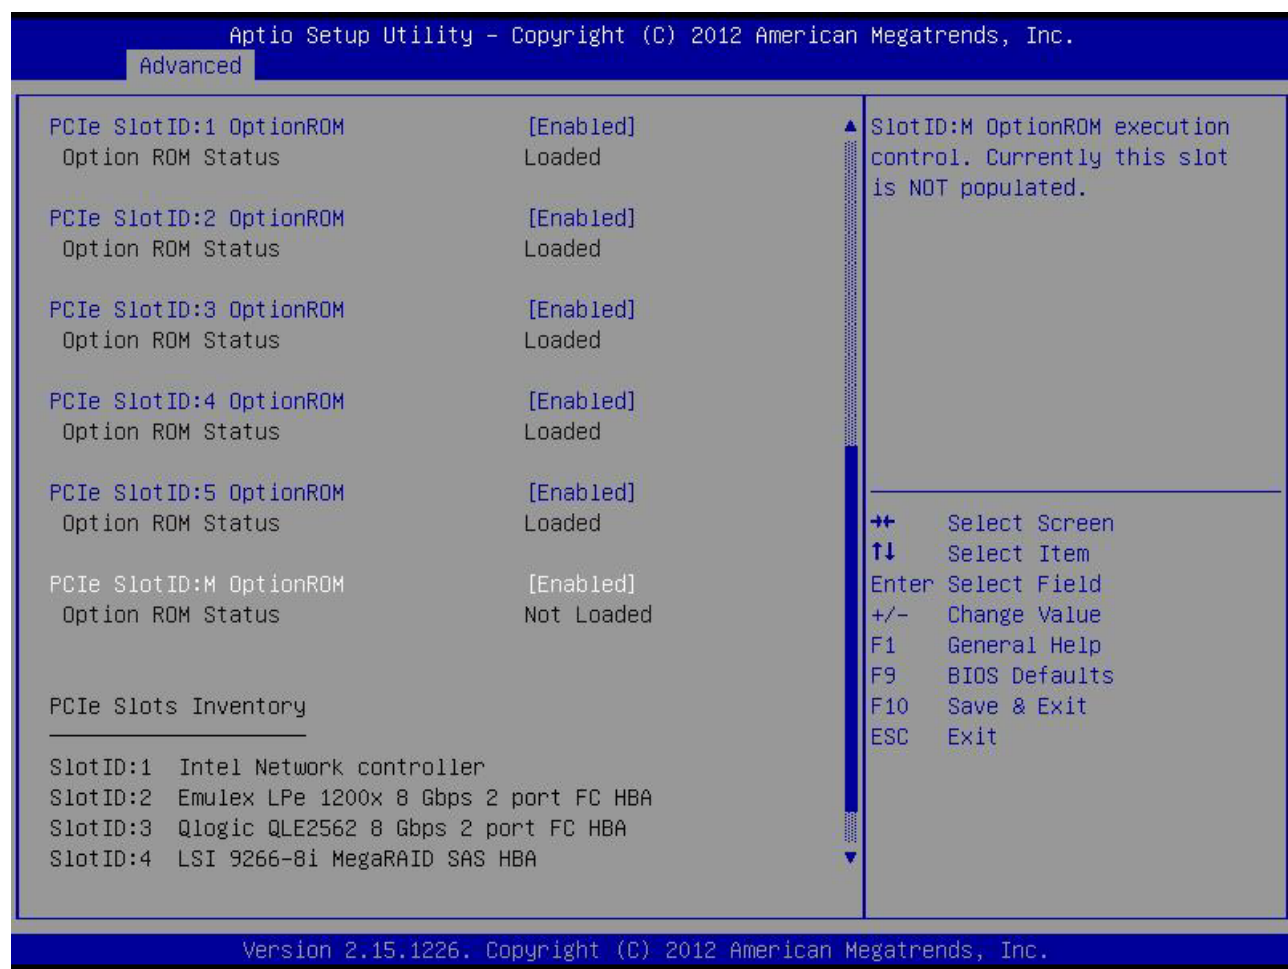 Aptio Setup Utility – Copyright (C) 2012 American Megatrends, Inc.
Advanced
PCIe SlotID:1 OptionROM [Enabled]
Option ROM Status Loaded
PCIe SlotID:2 OptionROM [Enabled]
Option ROM Status Loaded
PCIe SlotID:3 OptionROM [Enabled]
Option ROM Status Loaded
PCIe SlotID:4 OptionROM [Enabled]
Option ROM Status Loaded
PCIe SlotID:5 OptionROM [Enabled]
Option ROM Status Loaded
PCIe SlotID:M OptionROM [Enabled]
Option ROM Status Not Loaded
PCIe Slots Inventory
SlotID:1 Intel Network controller
SlotID:2 Emulex LPe 1200x 8 Gbps 2 port FC HBA
SlotID:3 Qlogic QLE2562 8 Gbps 2 port FC HBA
SlotID:4 LSI 9266-8i MegaRAID SAS HBA
SlotID:M OptionROM execution
control. Currently this slot
is NOT populated.
→← Select Screen
↑↓ Select Item
Enter Select Field
+/- Change Value
F1 General Help
F9 BIOS Defaults
F10 Save & Exit
ESC Exit
Version 2.15.1226. Copyright (C) 2012 American Megatrends, Inc.